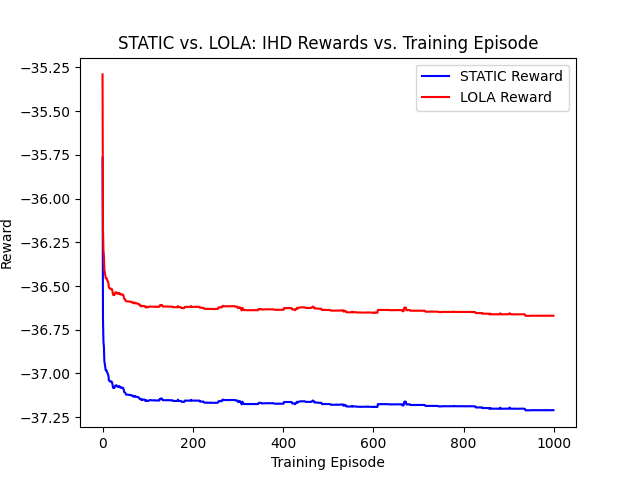 STATIC vs. LOLA: IHD Rewards vs. Training Episode
STATIC Reward
LOLA Reward
Reward
−35.25
−35.50
−35.75
−36.00
−36.25
−36.50
−36.75
−37.00
−37.25
0 200 400 600 800 1000
Training Episode